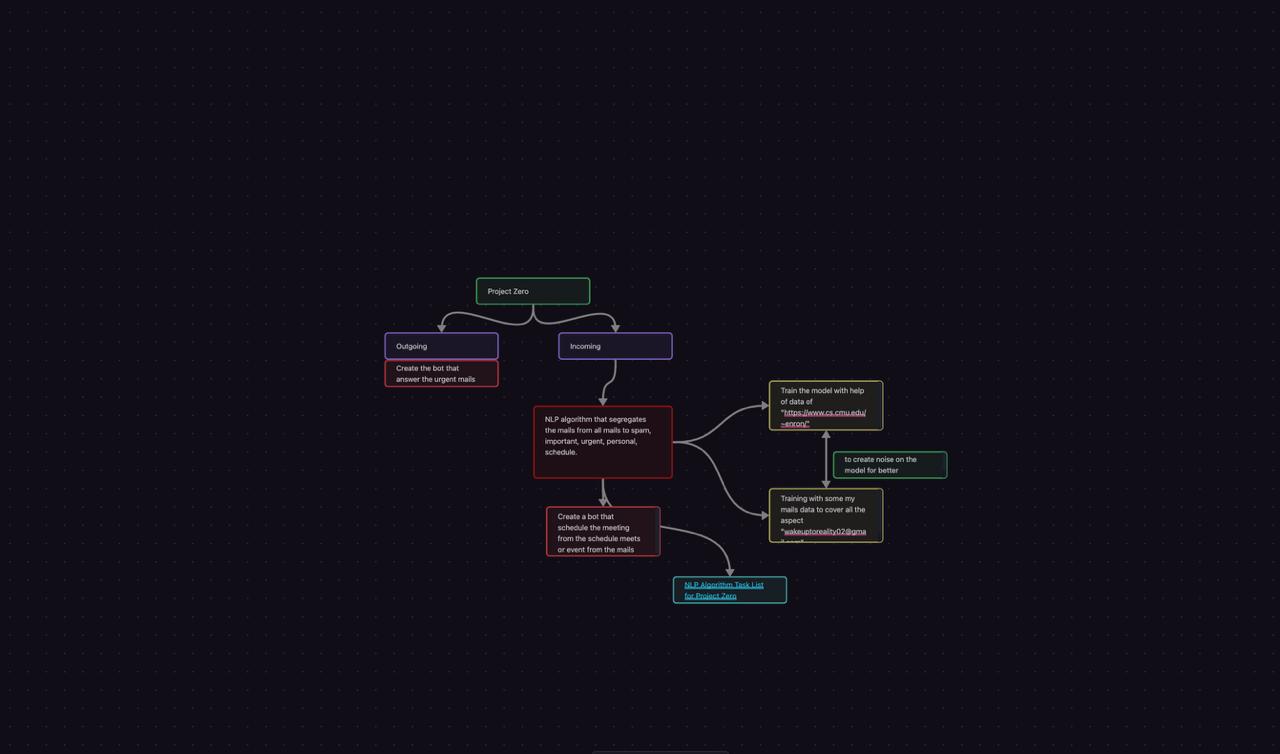 Project Zero
Outgoing
Incoming
Create the bot that
answer the urgent mails
NLP algorithm that segregates
the mails from all mails to spam,
important, urgent, personal,
schedule.
Train the model with help
of data of
"https://www.cs.cmu.edu/
~enron/"
to create noise on the
model for better
Training with some my
mails data to cover all the
aspect
"wakeuptoreality02@gma
Create a bot that
schedule the meeting
from the schedule meets
or event from the mails
NLP Algorithm Task List
for Project Zero